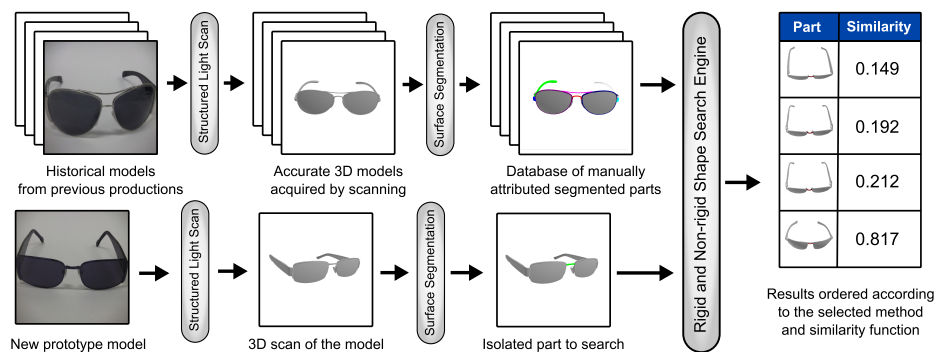 Structured Light Scan
Surface Segmentation
Historical models
from previous productions
Accurate 3D models
acquired by scanning
Database of manually
attributed segmented parts
Structured Light Scan
Surface Segmentation
New prototype model
3D scan of the model
Isolated part to search
Rigid and Non-rigid Shape Search Engine
Part Similarity
0.149
0.192
0.212
0.817
Results ordered according
to the selected method
and similarity function